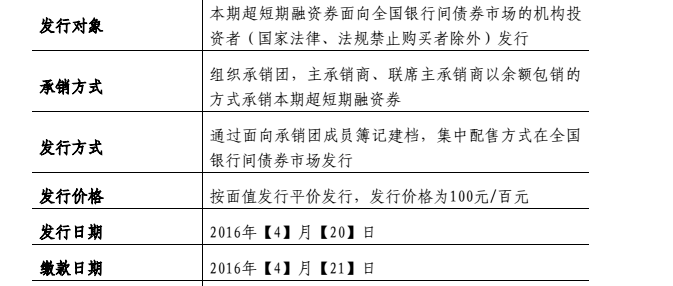 发行对象
本期超短期融资券面向全国银行间债券市场的机构投
资者（国家法律、法规禁止购买者除外）发行
承销方式
组织承销团，主承销商、联席主承销商以余额包销的
方式承销本期超短期融资券
发行方式
通过面向承销团成员簿记建档，集中配售方式在全国
银行间债券市场发行
发行价格
按面值发行平价发行，发行价格为100元/百元
发行日期
2016年【4】月【20】日
缴款日期
2016年【4】月【21】日